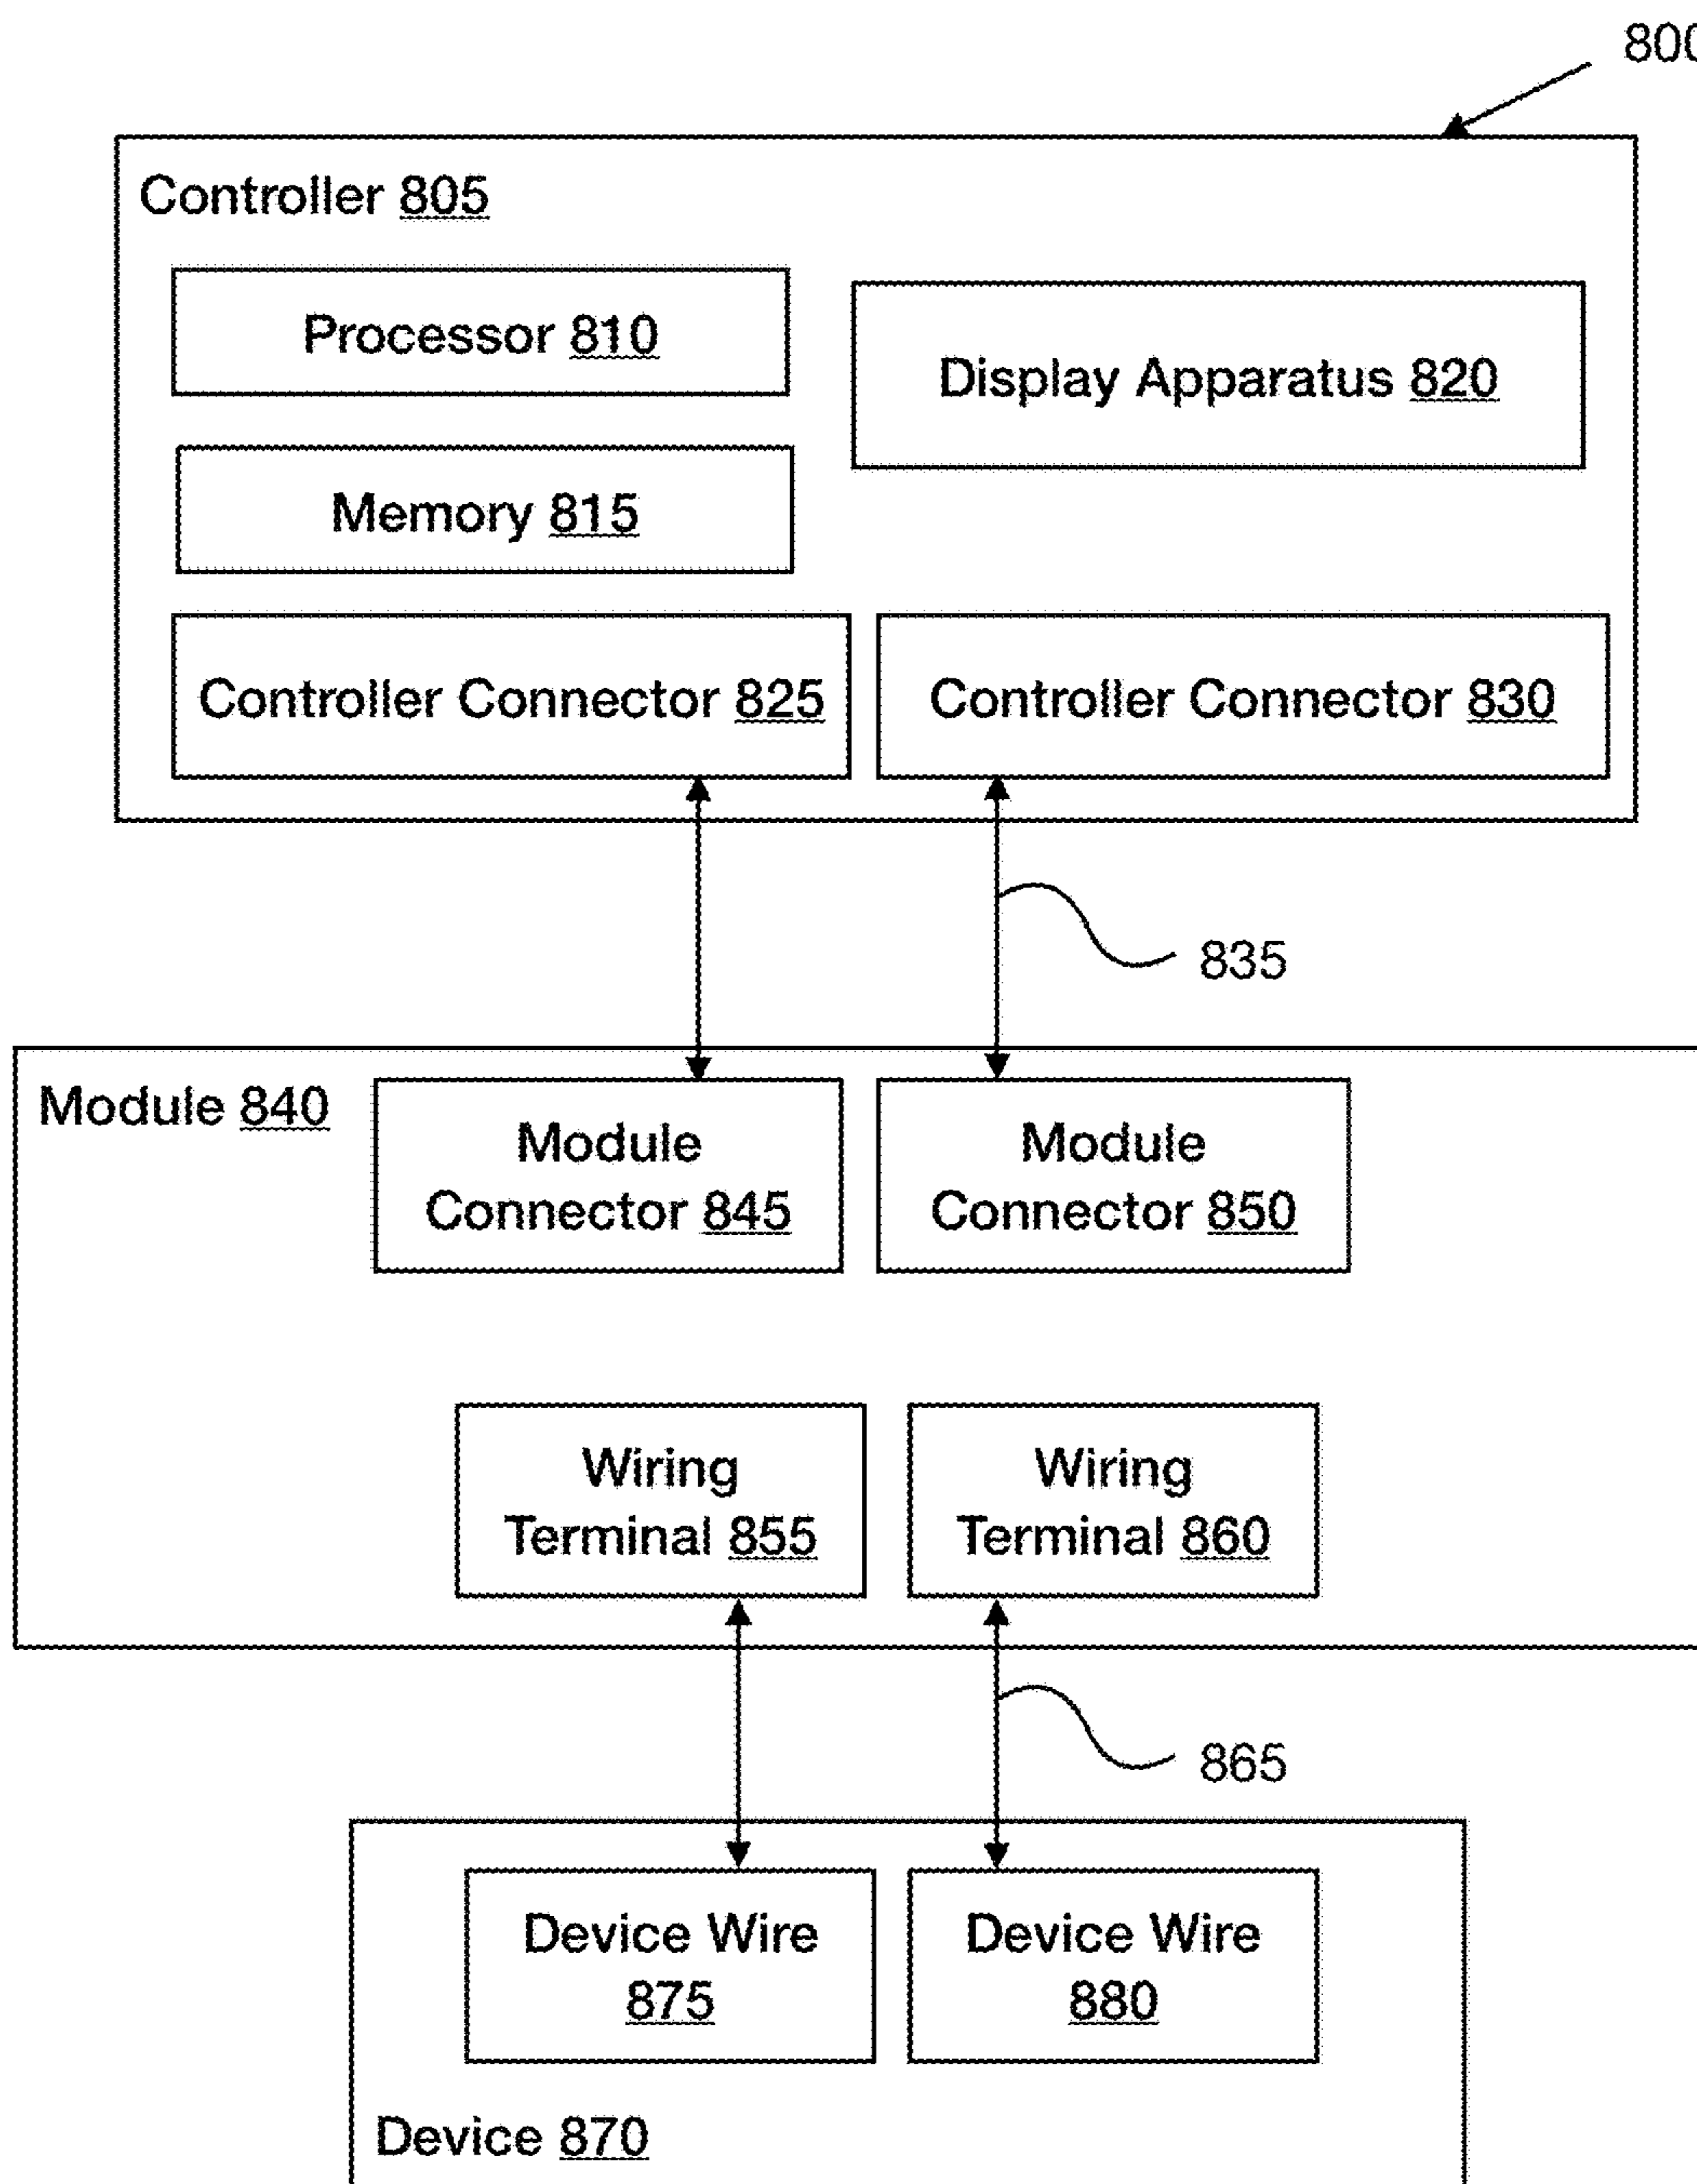 800
Controller 805
Processor 810
Display Apparatus 820
Memory 815
Controller Connector 825
Controller Connector 830
835
Module 840
Module
Connector 845
Module
Connector 850
Wiring
Terminal 855
Wiring
Terminal 860
865
Device Wire
875
Device Wire
880
Device 870